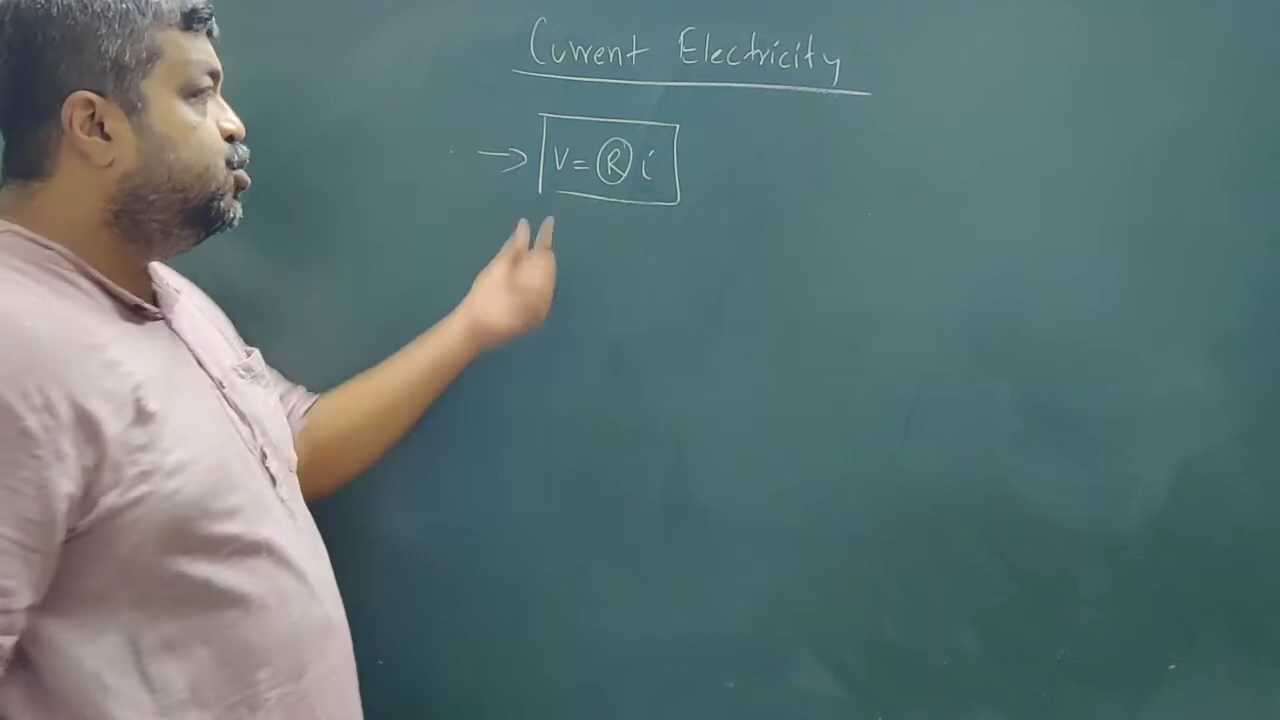 Current Electricity
→ V = R i